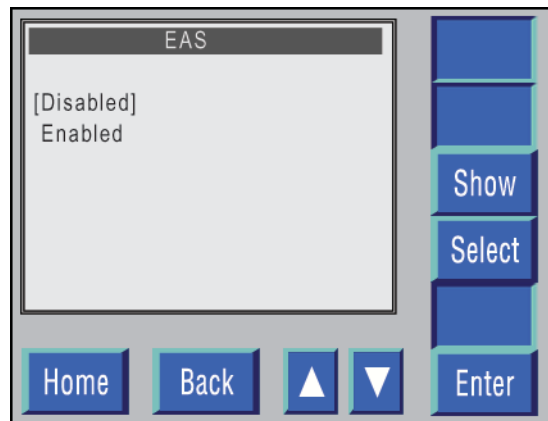 EAS
[Disabled]
Enabled
Show
Select
Home
Back
Enter